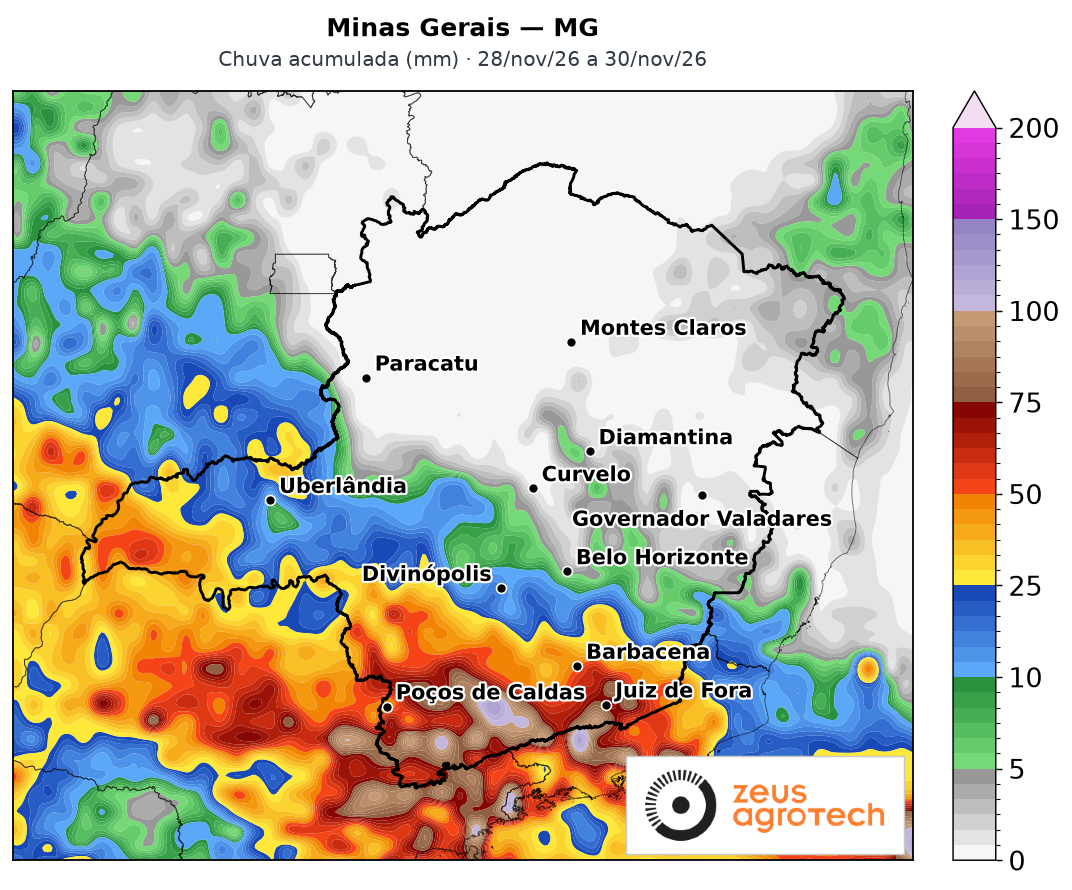 Minas Gerais — MG
Chuva acumulada (mm) · 28/nov/26 a 30/nov/26
Montes Claros
Paracatu
Diamantina
Curvelo
Uberlândia
Governador Valadares
Belo Horizonte
Divinópolis
Barbacena
Poços de Caldas
Juiz de Fora
zeus
agrotech
200
150
100
75
50
25
10
5
0